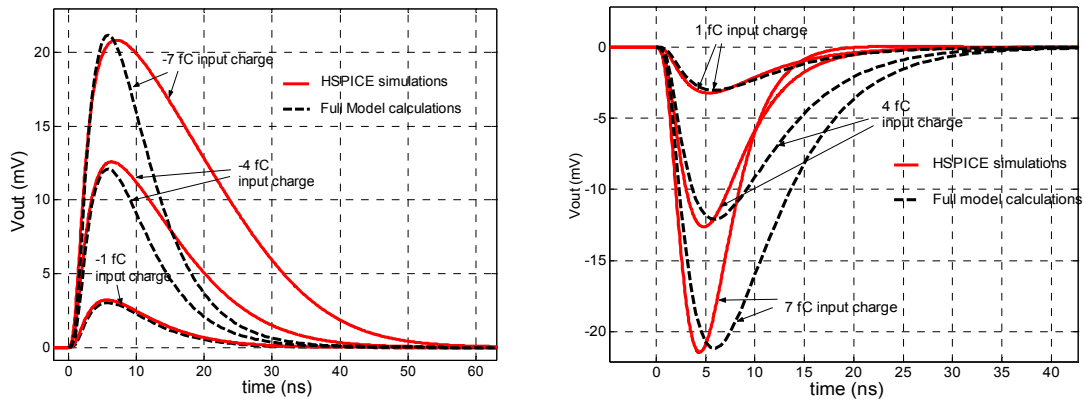 20
15
10
5
0
Vout (mV)
-7 fC input charge
HSPICE simulations
Full Model calculations
-4 fC
input charge
-1 fC
input charge
0
10
20
30
40
50
60
time (ns)
0
-5
-10
-15
-20
Vout (mV)
1 fC input charge
4 fC
input charge
HSPICE simulations
Full model calculations
7 fC input charge
0
5
10
15
20
25
30
35
40
time (ns)